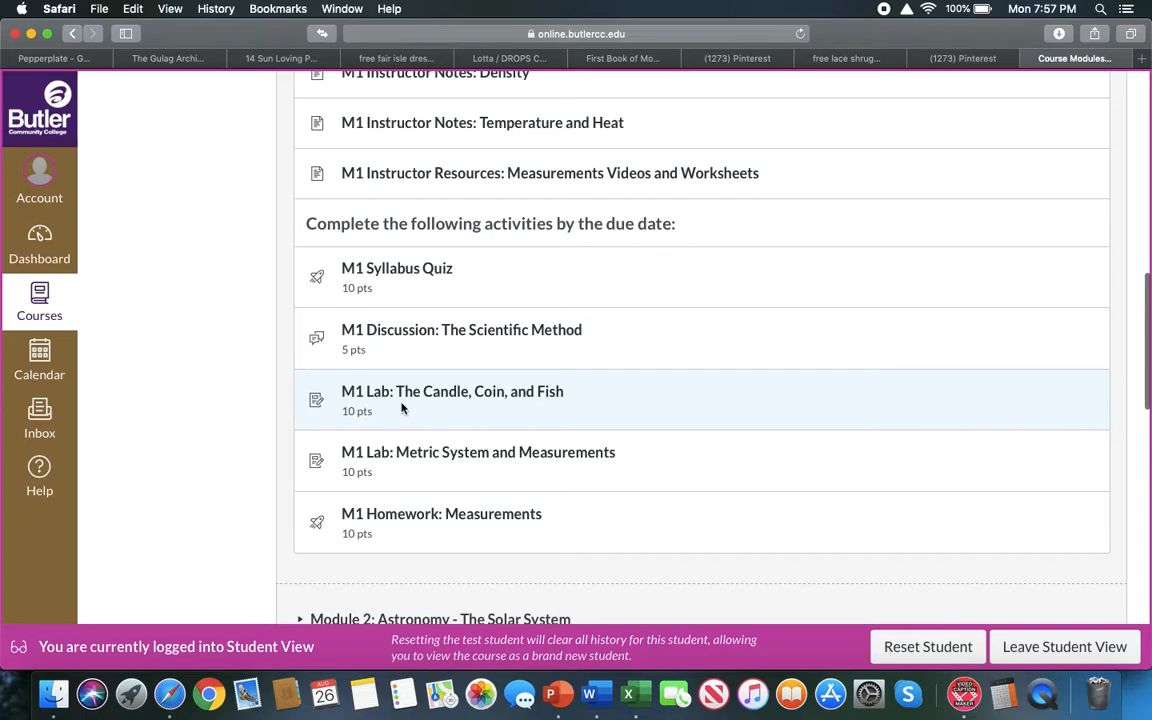 Safari File Edit View History Bookmarks Window Help 100% Mon 7:57 PM
online.butlercc.edu
Pepperplate - G... The Gulag Archi... 14 Sun Loving P... free fair isle dres... Lotta / DROPS C... First Book of Mo... (1273) Pinterest free lace shrug... (1273) Pinterest Course Modules...
Butler
Community College
Account
Dashboard
Courses
Calendar
Inbox
Help
M1 Instructor Notes: Density
M1 Instructor Notes: Temperature and Heat
M1 Instructor Resources: Measurements Videos and Worksheets
Complete the following activities by the due date:
M1 Syllabus Quiz
10 pts
M1 Discussion: The Scientific Method
5 pts
M1 Lab: The Candle, Coin, and Fish
10 pts
M1 Lab: Metric System and Measurements
10 pts
M1 Homework: Measurements
10 pts
Module 2: Astronomy - The Solar System
You are currently logged into Student View
Resetting the test student will clear all history for this student, allowing
you to view the course as a brand new student.
Reset Student
Leave Student View
AUG
26